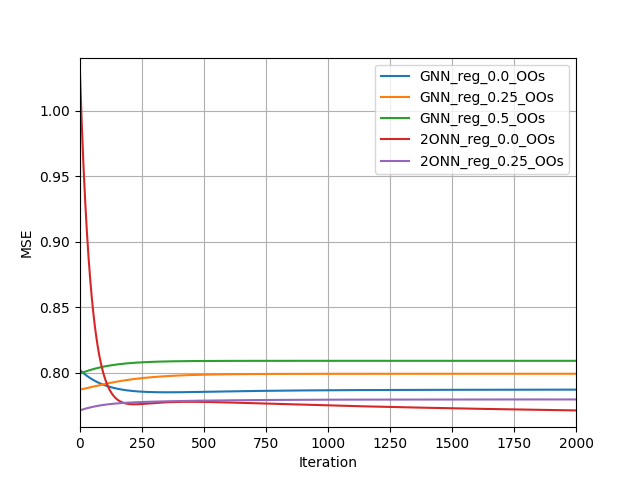 GNN_reg_0.0_OOs
GNN_reg_0.25_OOs
GNN_reg_0.5_OOs
2ONN_reg_0.0_OOs
2ONN_reg_0.25_OOs
1.00
0.95
0.90
0.85
0.80
MSE
0 250 500 750 1000 1250 1500 1750 2000
Iteration